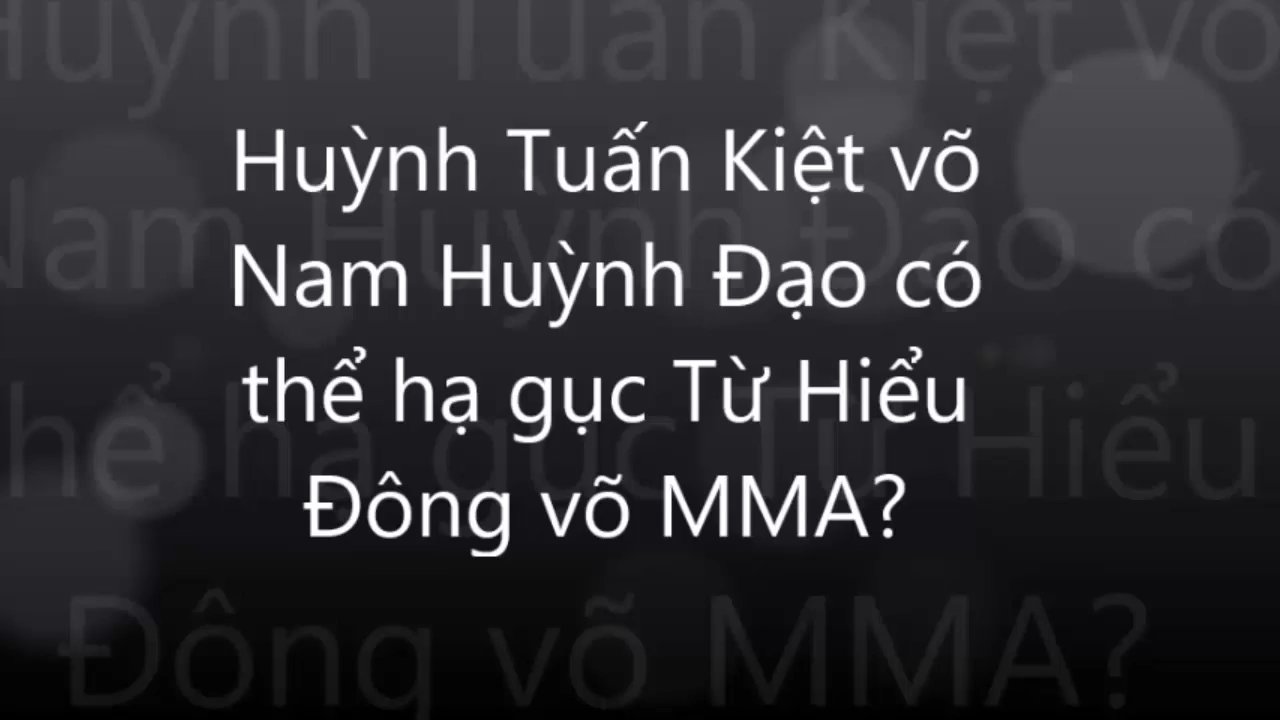 Huỳnh Tuấn Kiệt võ
Nam Huỳnh Đạo có
thể hạ gục Từ Hiểu
Đông võ MMA?